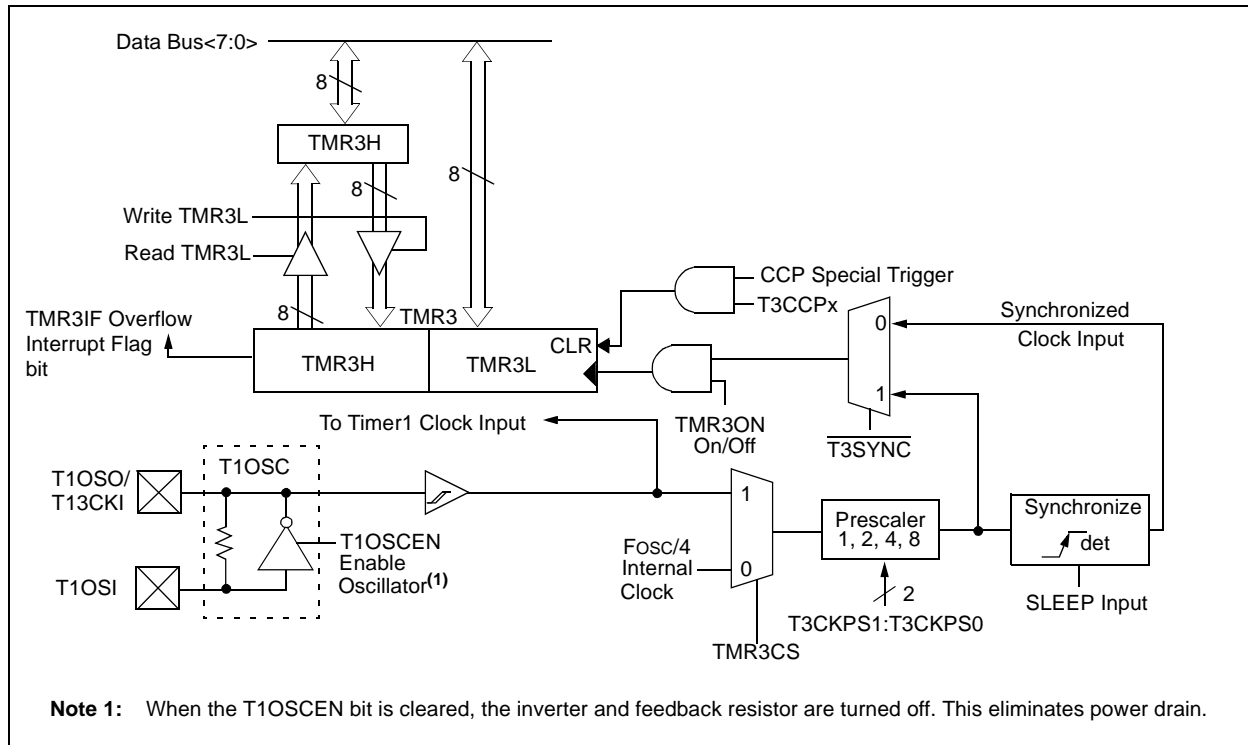 Data Bus<7:0>
8
TMR3H
8
8
Write TMR3L
Read TMR3L
8
TMR3
CCP Special Trigger
T3CCPx
TMR3IF Overflow
Interrupt Flag
bit
TMR3H
TMR3L
CLR
0
1
Synchronized
Clock Input
To Timer1 Clock Input
TMR3ON
On/Off
T3SYNC
T1OSC
T1OSO/
T13CKI
T1OSI
T1OSCEN
Enable
Oscillator(1)
FOSC/4
Internal
Clock
1
0
TMR3CS
Prescaler
1, 2, 4, 8
2
T3CKPS1:T3CKPS0
Synchronize
det
SLEEP Input
Note 1: When the T1OSCEN bit is cleared, the inverter and feedback resistor are turned off. This eliminates power drain.